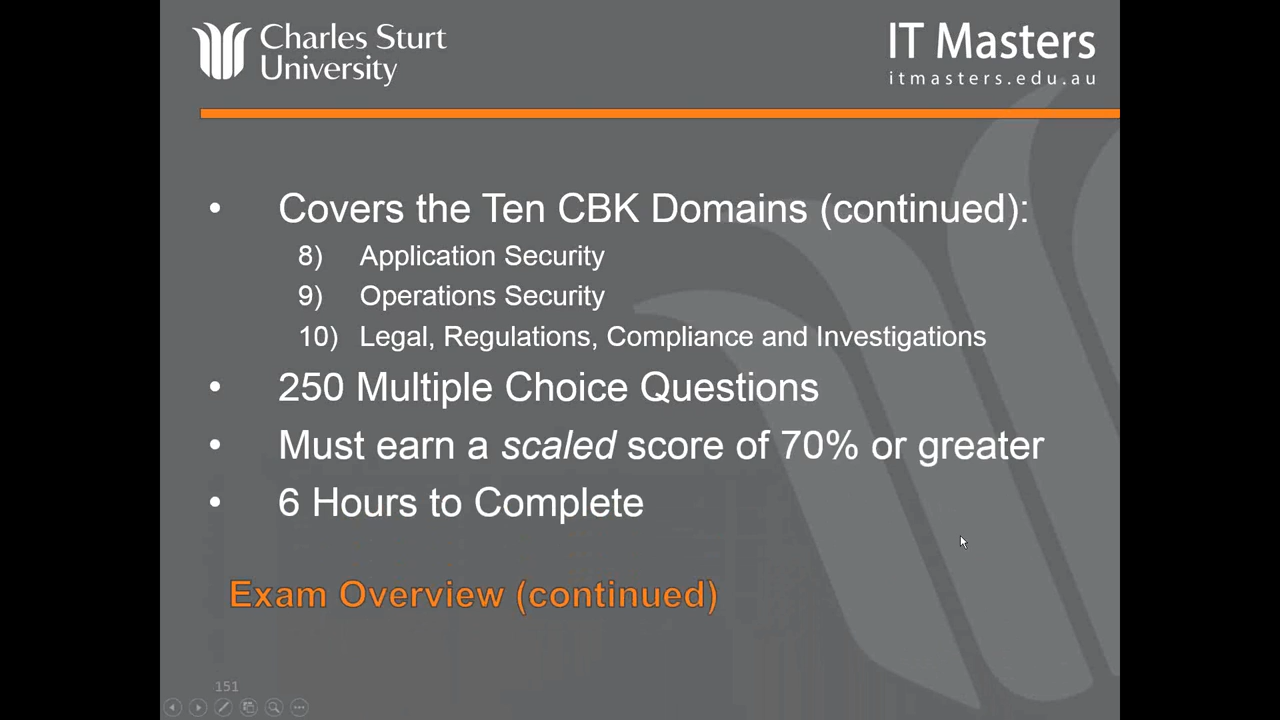 Charles Sturt
University
IT Masters
itmasters.edu.au
• Covers the Ten CBK Domains (continued):
8) Application Security
9) Operations Security
10) Legal, Regulations, Compliance and Investigations
• 250 Multiple Choice Questions
• Must earn a scaled score of 70% or greater
• 6 Hours to Complete
Exam Overview (continued)
151